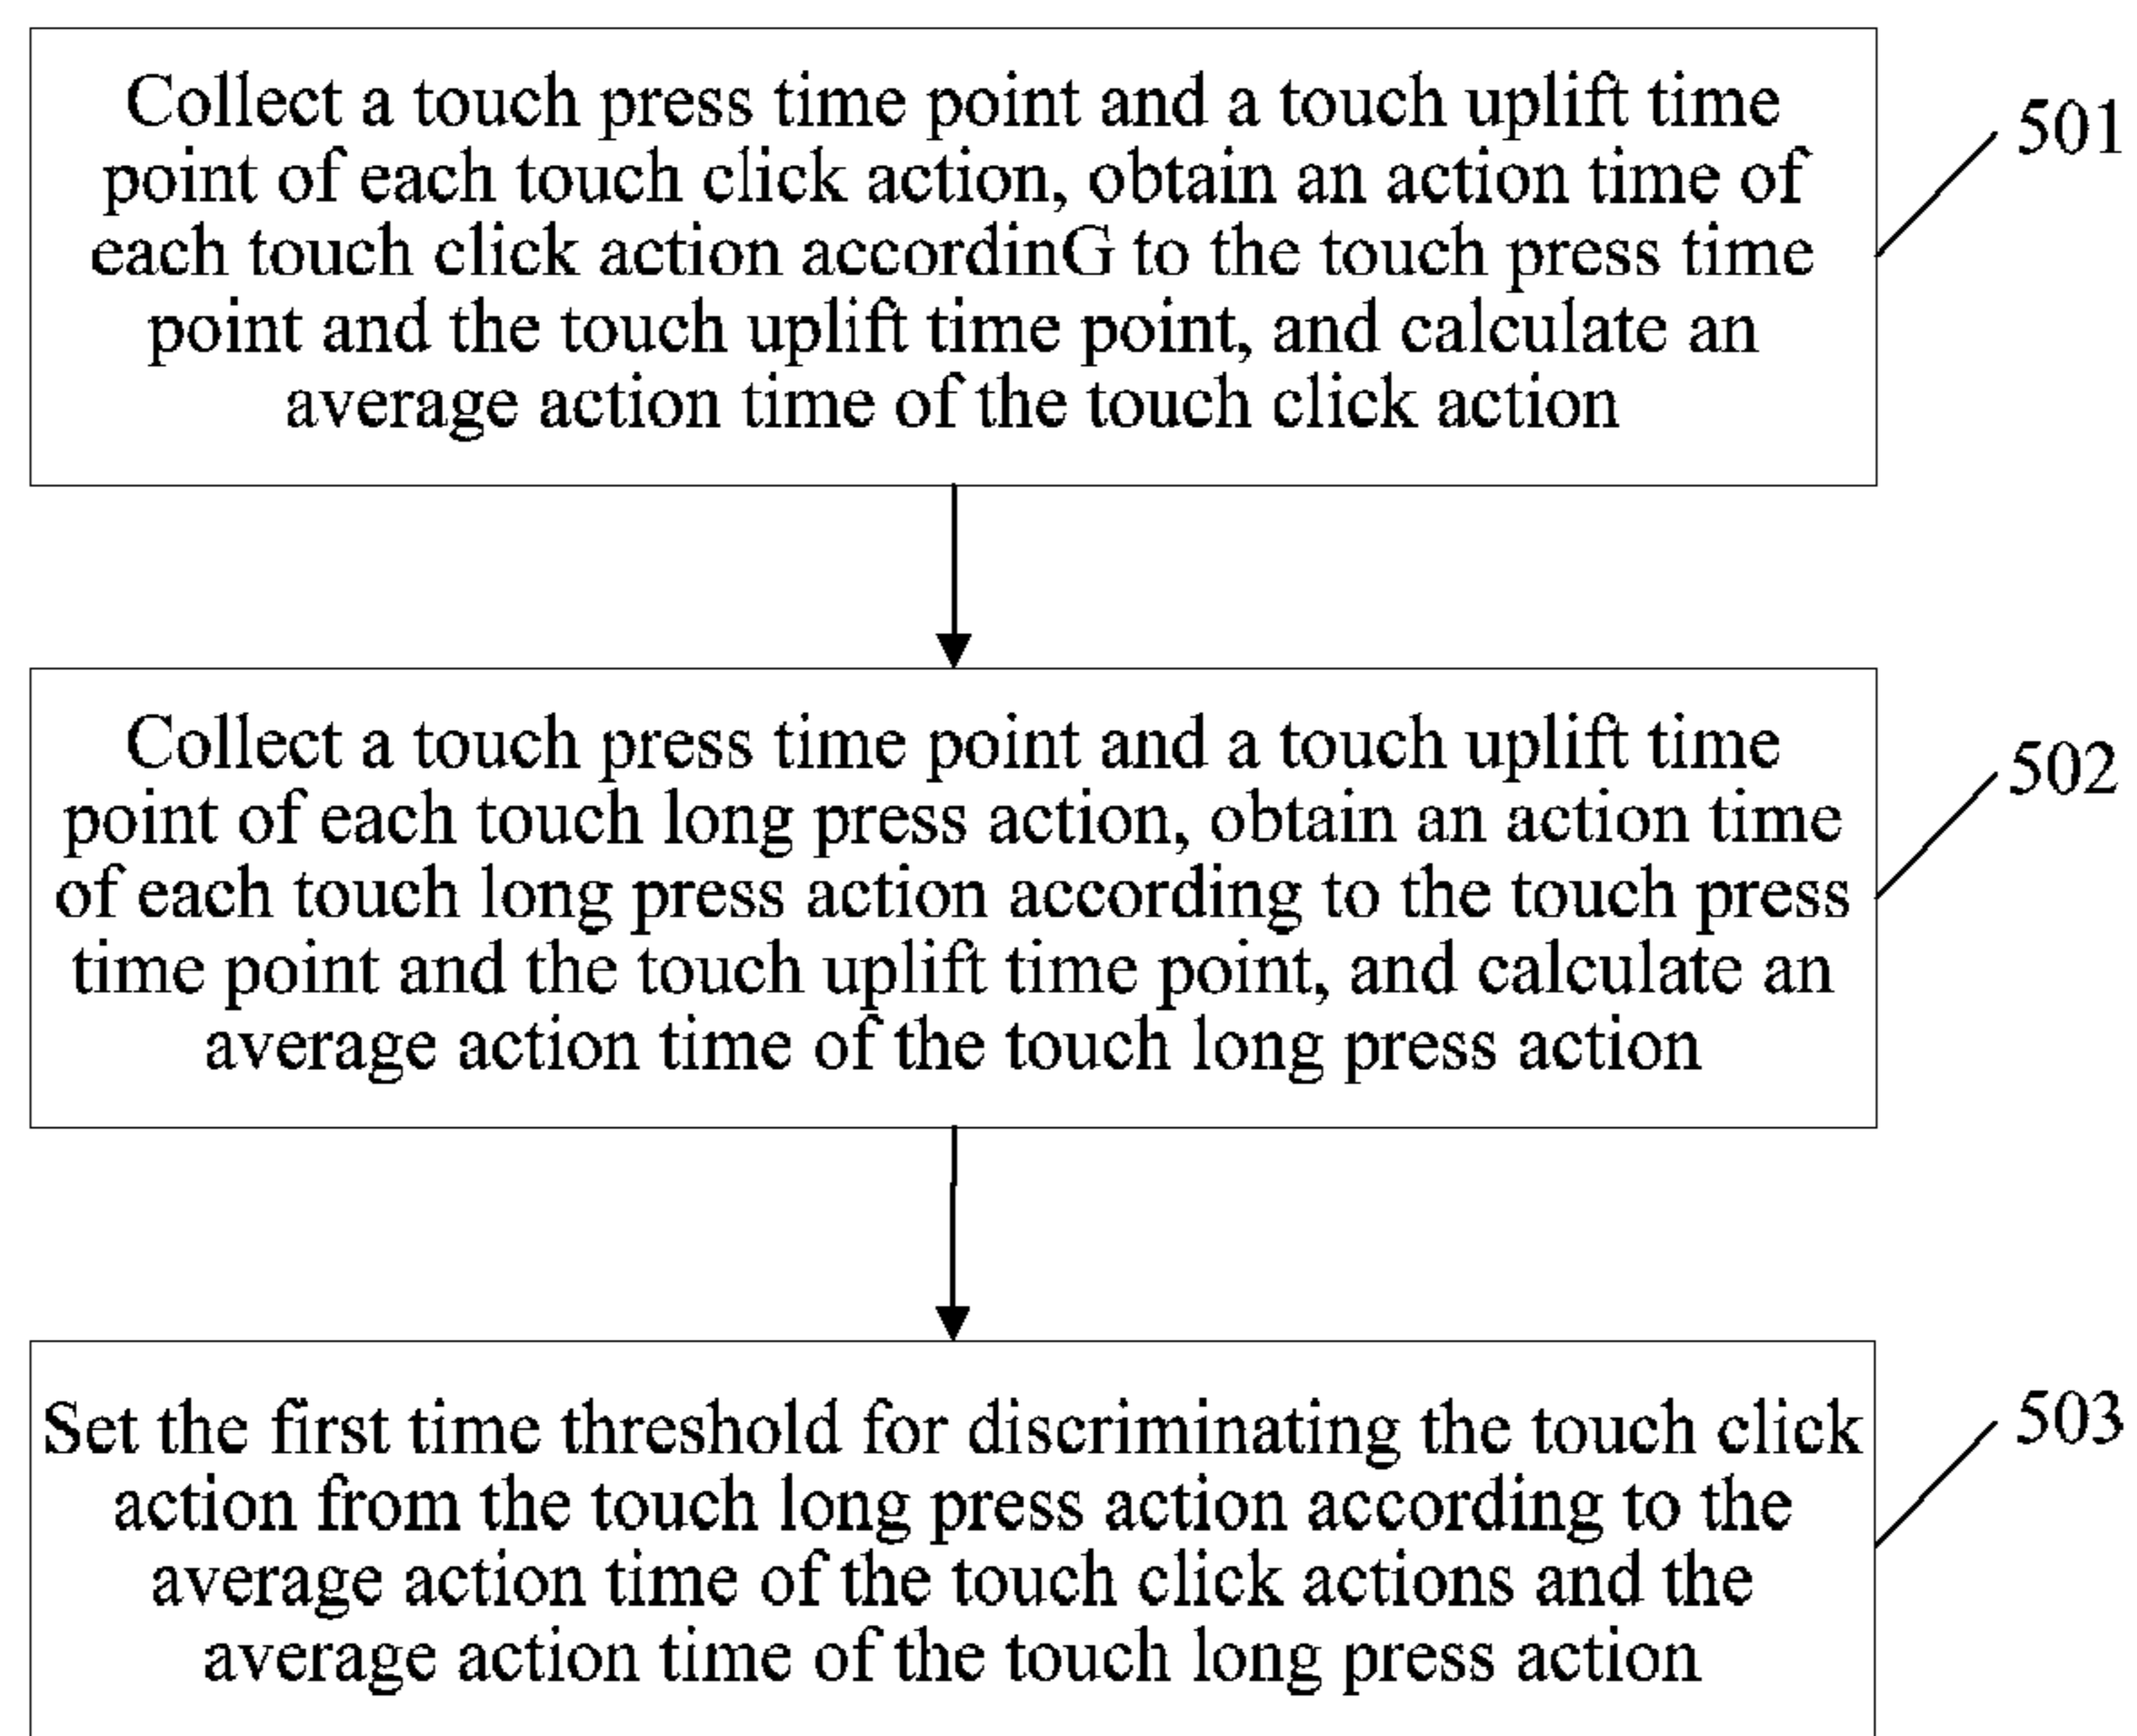 Collect a touch press time point and a touch uplift time
point of each touch click action, obtain an action time of
each touch click action accordinG to the touch press time
point and the touch uplift time point, and calculate an
average action time of the touch click action
501
Collect a touch press time point and a touch uplift time
point of each touch long press action, obtain an action time
of each touch long press action according to the touch press
time point and the touch uplift time point, and calculate an
average action time of the touch long press action
502
Set the first time threshold for discriminating the touch click
action from the touch long press action according to the
average action time of the touch click actions and the
average action time of the touch long press action
503